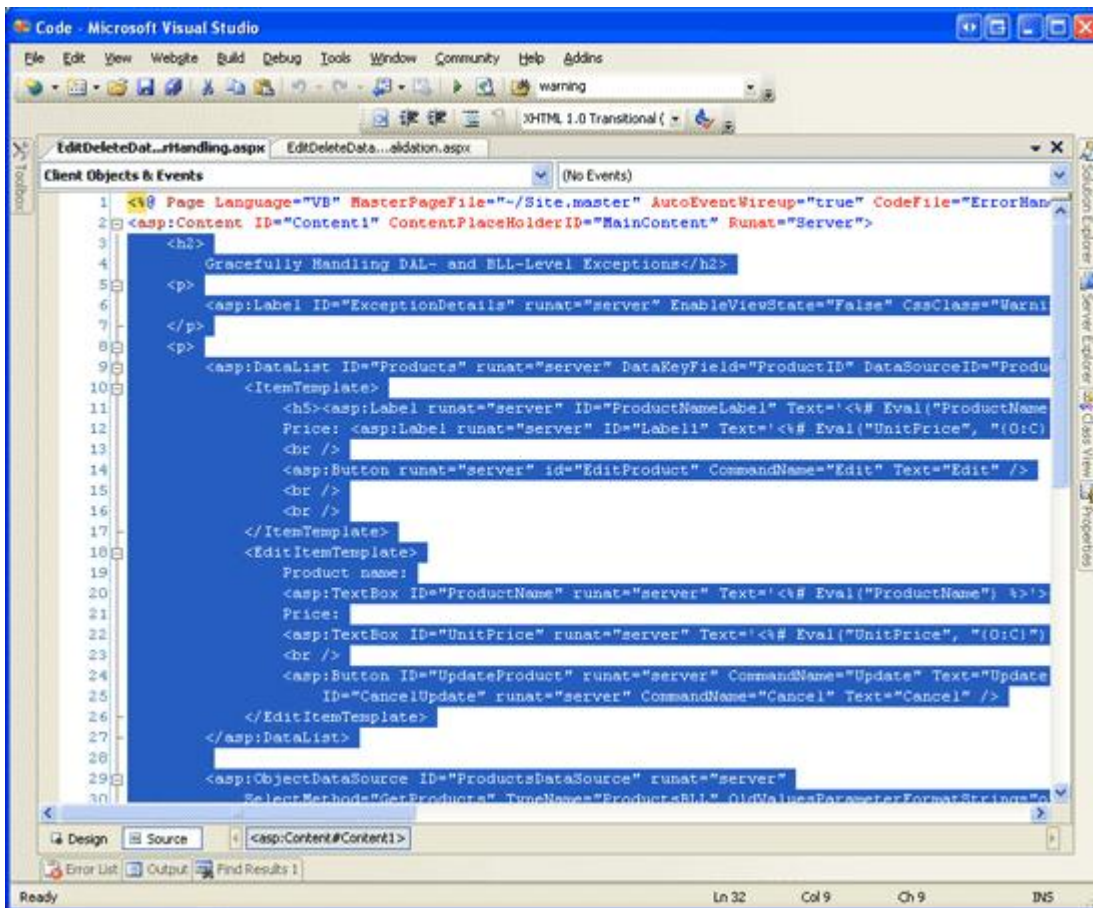 Code - Microsoft Visual Studio
File Edit View Website Build Debug Tools Window Community Help Addins
warning
XHTML 1.0 Transitional (
EditDeleteDat...rHandling.aspx EditDeleteData...alidation.aspx
Client Objects & Events (No Events)
1 <%@ Page Language="VB" MasterPageFile="~/Site.master" AutoEventWireup="true" CodeFile="ErrorHan
2 <asp:Content ID="Content1" ContentPlaceHolderID="MainContent" Runat="Server">
3 <h2>
4 Gracefully Handling DAL- and BLL-Level Exceptions</h2>
5 <p>
6 <asp:Label ID="ExceptionDetails" runat="server" EnableViewState="False" CssClass="Warni
7 </p>
8 <p>
9 <asp:DataList ID="Products" runat="server" DataKeyField="ProductID" DataSourceID="Produ
10 <ItemTemplate>
11 <h5><asp:Label runat="server" ID="ProductNameLabel" Text='<%# Eval("ProductName
12 Price: <asp:Label runat="server" ID="Label1" Text='<%# Eval("UnitPrice", "{0:C}
13 <br />
14 <asp:Button runat="server" id="EditProduct" CommandName="Edit" Text="Edit" />
15 <br />
16 <br />
17 </ItemTemplate>
18 <EditItemTemplate>
19 Product name:
20 <asp:TextBox ID="ProductName" runat="server" Text='<%# Eval("ProductName") %>'>
21 Price:
22 <asp:TextBox ID="UnitPrice" runat="server" Text='<%# Eval("UnitPrice", "{0:C}")
23 <br />
24 <asp:Button ID="UpdateProduct" runat="server" CommandName="Update" Text="Update
25 ID="CancelUpdate" runat="server" CommandName="Cancel" Text="Cancel" />
26 </EditItemTemplate>
27 </asp:DataList>
28
29 <asp:ObjectDataSource ID="ProductsDataSource" runat="server"
30 SelectMethod="GetProducts" TypeName="ProductsBLL" OldValuesParameterFormatString="o
Design Source <asp:Content#Content1>
Error List Output Find Results 1
Ready Ln 32 Col 9 Ch 9 INS
Toolbox
Solution Explorer
Server Explorer
Class View
Properties